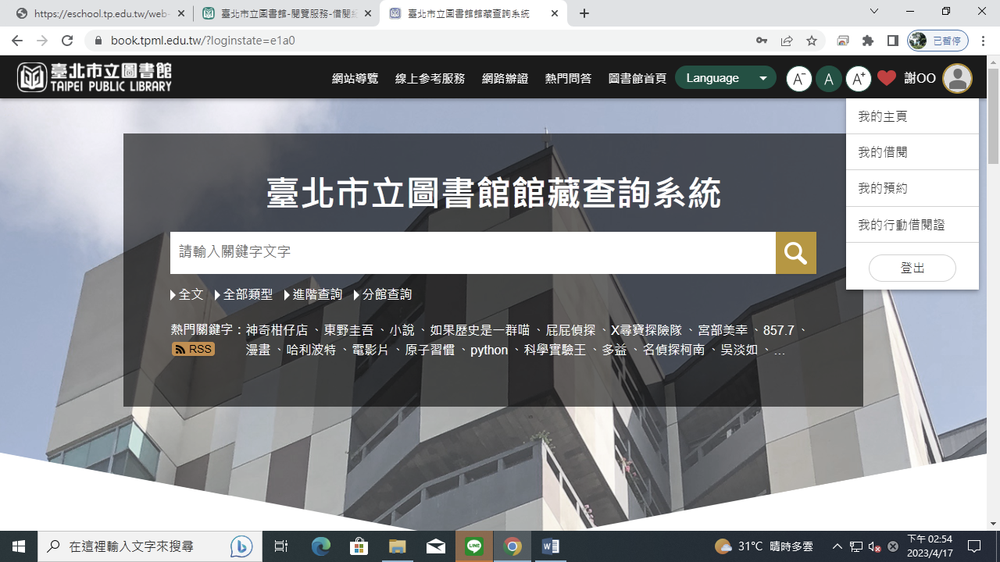 https://eschool.tp.edu.tw/web-
臺北市立圖書館-閱覽服務-借閱紀
臺北市立圖書館館藏查詢系統
book.tpml.edu.tw/?loginstate=e1a0
已暫停
臺北市立圖書館
TAIPEI PUBLIC LIBRARY
網站導覽 線上參考服務 網路辦證 熱門問答 圖書館首頁 Language A- A A+ 謝OO
我的主頁
我的借閱
我的預約
我的行動借閱證
登出
臺北市立圖書館館藏查詢系統
請輸入關鍵字文字
全文 全部類型 進階查詢 分館查詢
熱門關鍵字：神奇柑仔店 、東野圭吾 、小說 、如果歷史是一群喵 、屁屁偵探 、X尋寶探險隊 、宮部美幸 、857.7 、
RSS 漫畫 、哈利波特 、電影片 、原子習慣 、python 、科學實驗王 、多益 、名偵探柯南 、吳淡如 、…
在這裡輸入文字來搜尋
LINE
31°C 晴時多雲
下午 02:54
2023/4/17